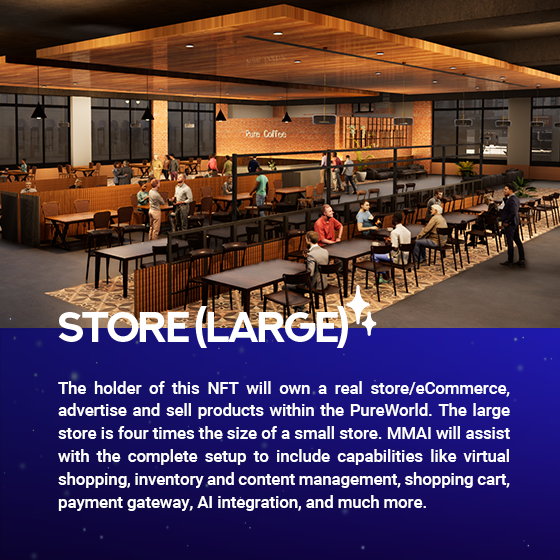 Pure Coffee
STORE (LARGE)
The holder of this NFT will own a real store/eCommerce,
advertise and sell products within the PureWorld. The large
store is four times the size of a small store. MMAI will assist
with the complete setup to include capabilities like virtual
shopping, inventory and content management, shopping cart,
payment gateway, AI integration, and much more.